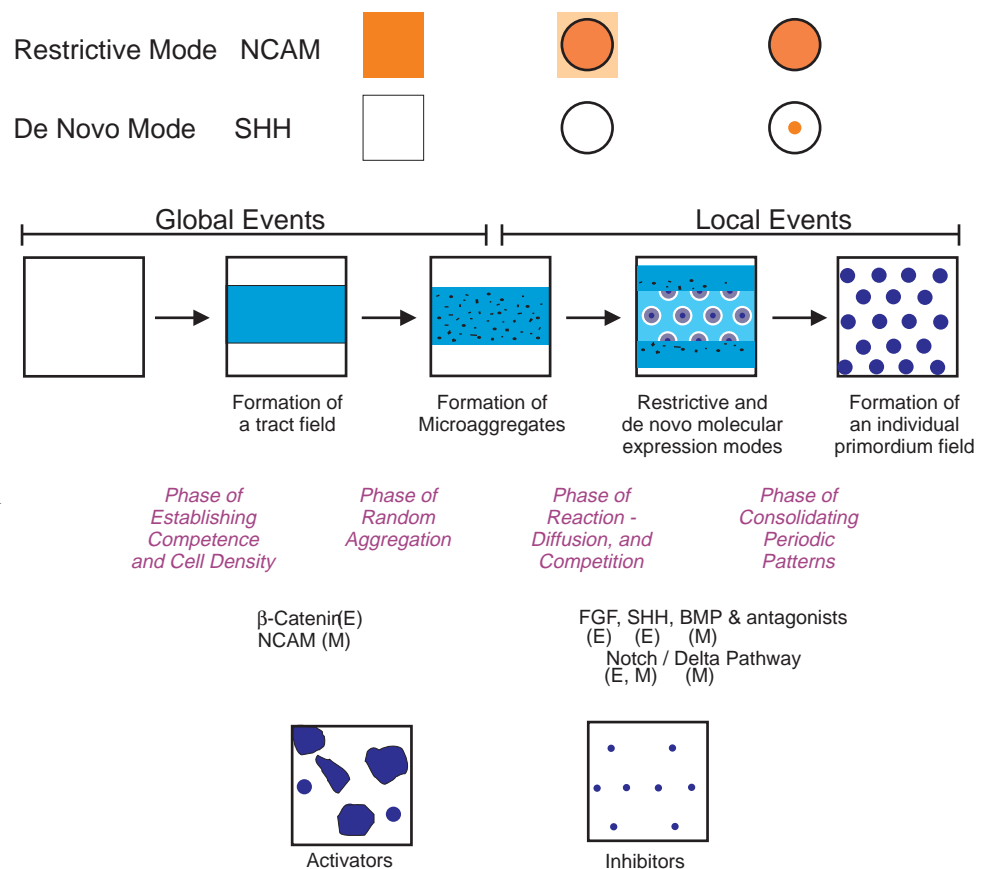 Restrictive Mode NCAM
De Novo Mode SHH
Global Events
Local Events
Formation of
a tract field
Formation of
Microaggregates
Restrictive and
de novo molecular
expression modes
Formation of
an individual
primordium field
Phase of
Establishing
Competence
and Cell Density
Phase of
Random
Aggregation
Phase of
Reaction -
Diffusion, and
Competition
Phase of
Consolidating
Periodic
Patterns
β-Catenin(E)
NCAM (M)
FGF, SHH, BMP & antagonists
(E) (E) (M)
Notch / Delta Pathway
(E, M) (M)
Activators
Inhibitors